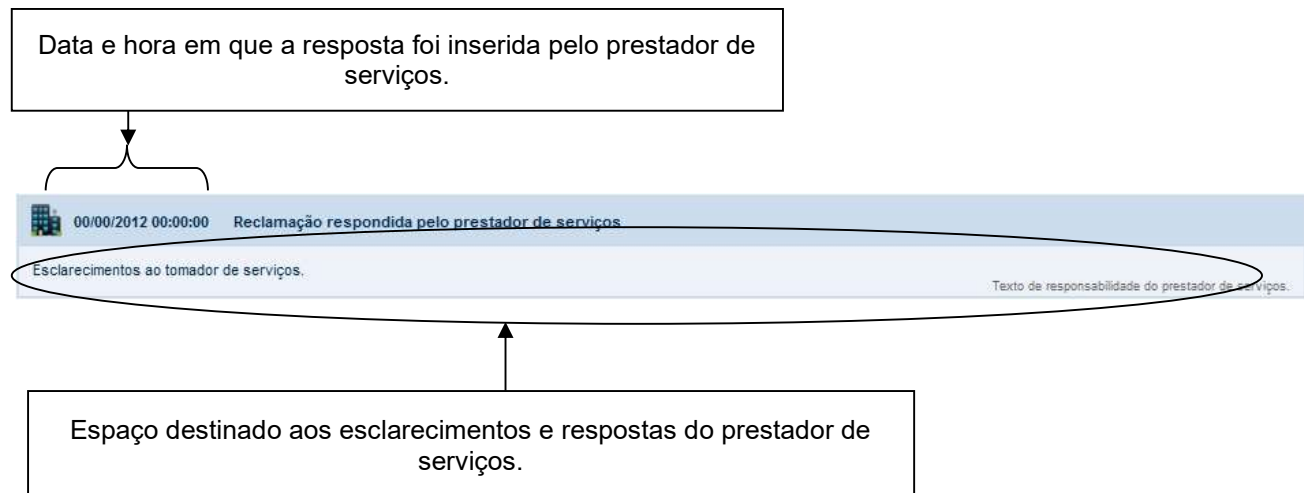 Data e hora em que a resposta foi inserida pelo prestador de
serviços.
00/00/2012 00:00:00 Reclamação respondida pelo prestador de serviços
Esclarecimentos ao tomador de serviços.
Texto de responsabilidade do prestador de serviços.
Espaço destinado aos esclarecimentos e respostas do prestador de
serviços.